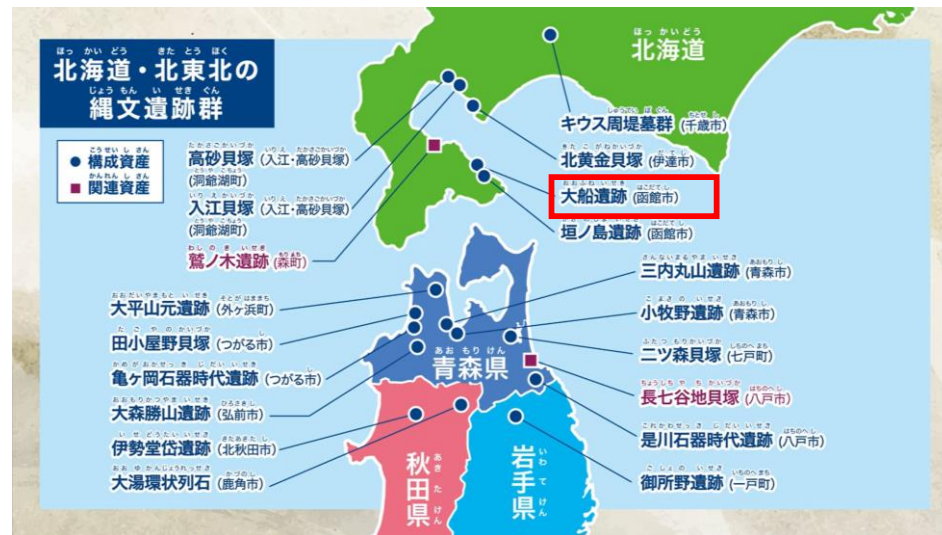 北海道・北東北の
縄文遺跡群
● 構成資産
■ 関連資産
北海道
キウス周堤墓群 (千歳市)
北黄金貝塚 (伊達市)
大船遺跡 (函館市)
垣ノ島遺跡 (函館市)
高砂貝塚 (入江・高砂貝塚)
(洞爺湖町)
入江貝塚 (入江・高砂貝塚)
(洞爺湖町)
鷲ノ木遺跡 (森町)
大平山元遺跡 (外ヶ浜町)
田小屋野貝塚 (つがる市)
亀ヶ岡石器時代遺跡 (つがる市)
大森勝山遺跡 (弘前市)
伊勢堂岱遺跡 (北秋田市)
大湯環状列石 (鹿角市)
三内丸山遺跡 (青森市)
小牧野遺跡 (青森市)
二ツ森貝塚 (七戸町)
長七谷地貝塚 (八戸市)
是川石器時代遺跡 (八戸市)
御所野遺跡 (一戸町)
青森県
秋田県
岩手県